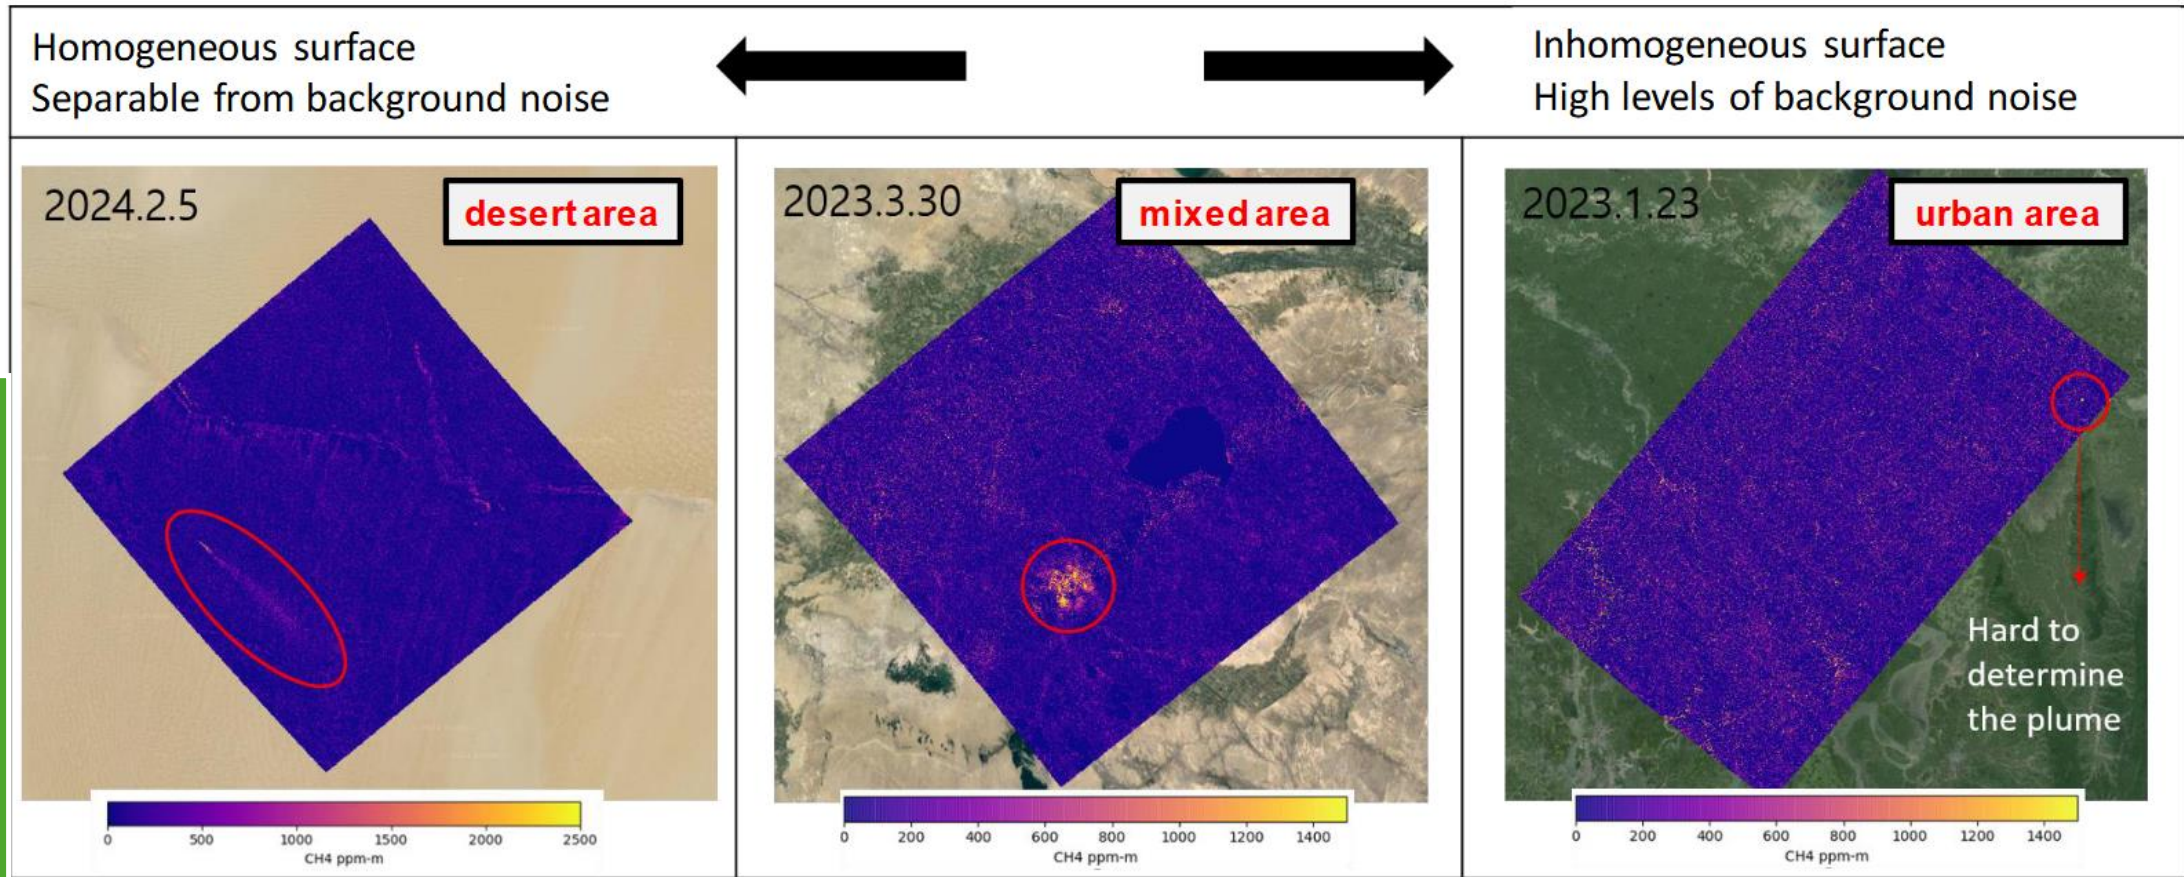 Homogeneous surface
Separable from background noise
Inhomogeneous surface
High levels of background noise
2024.2.5
desert area
2023.3.30
mixed area
2023.1.23
urban area
Hard to
determine
the plume
0 500 1000 1500 2000 2500
CH4 ppm-m
0 200 400 600 800 1000 1200 1400
CH4 ppm-m
0 200 400 600 800 1000 1200 1400
CH4 ppm-m